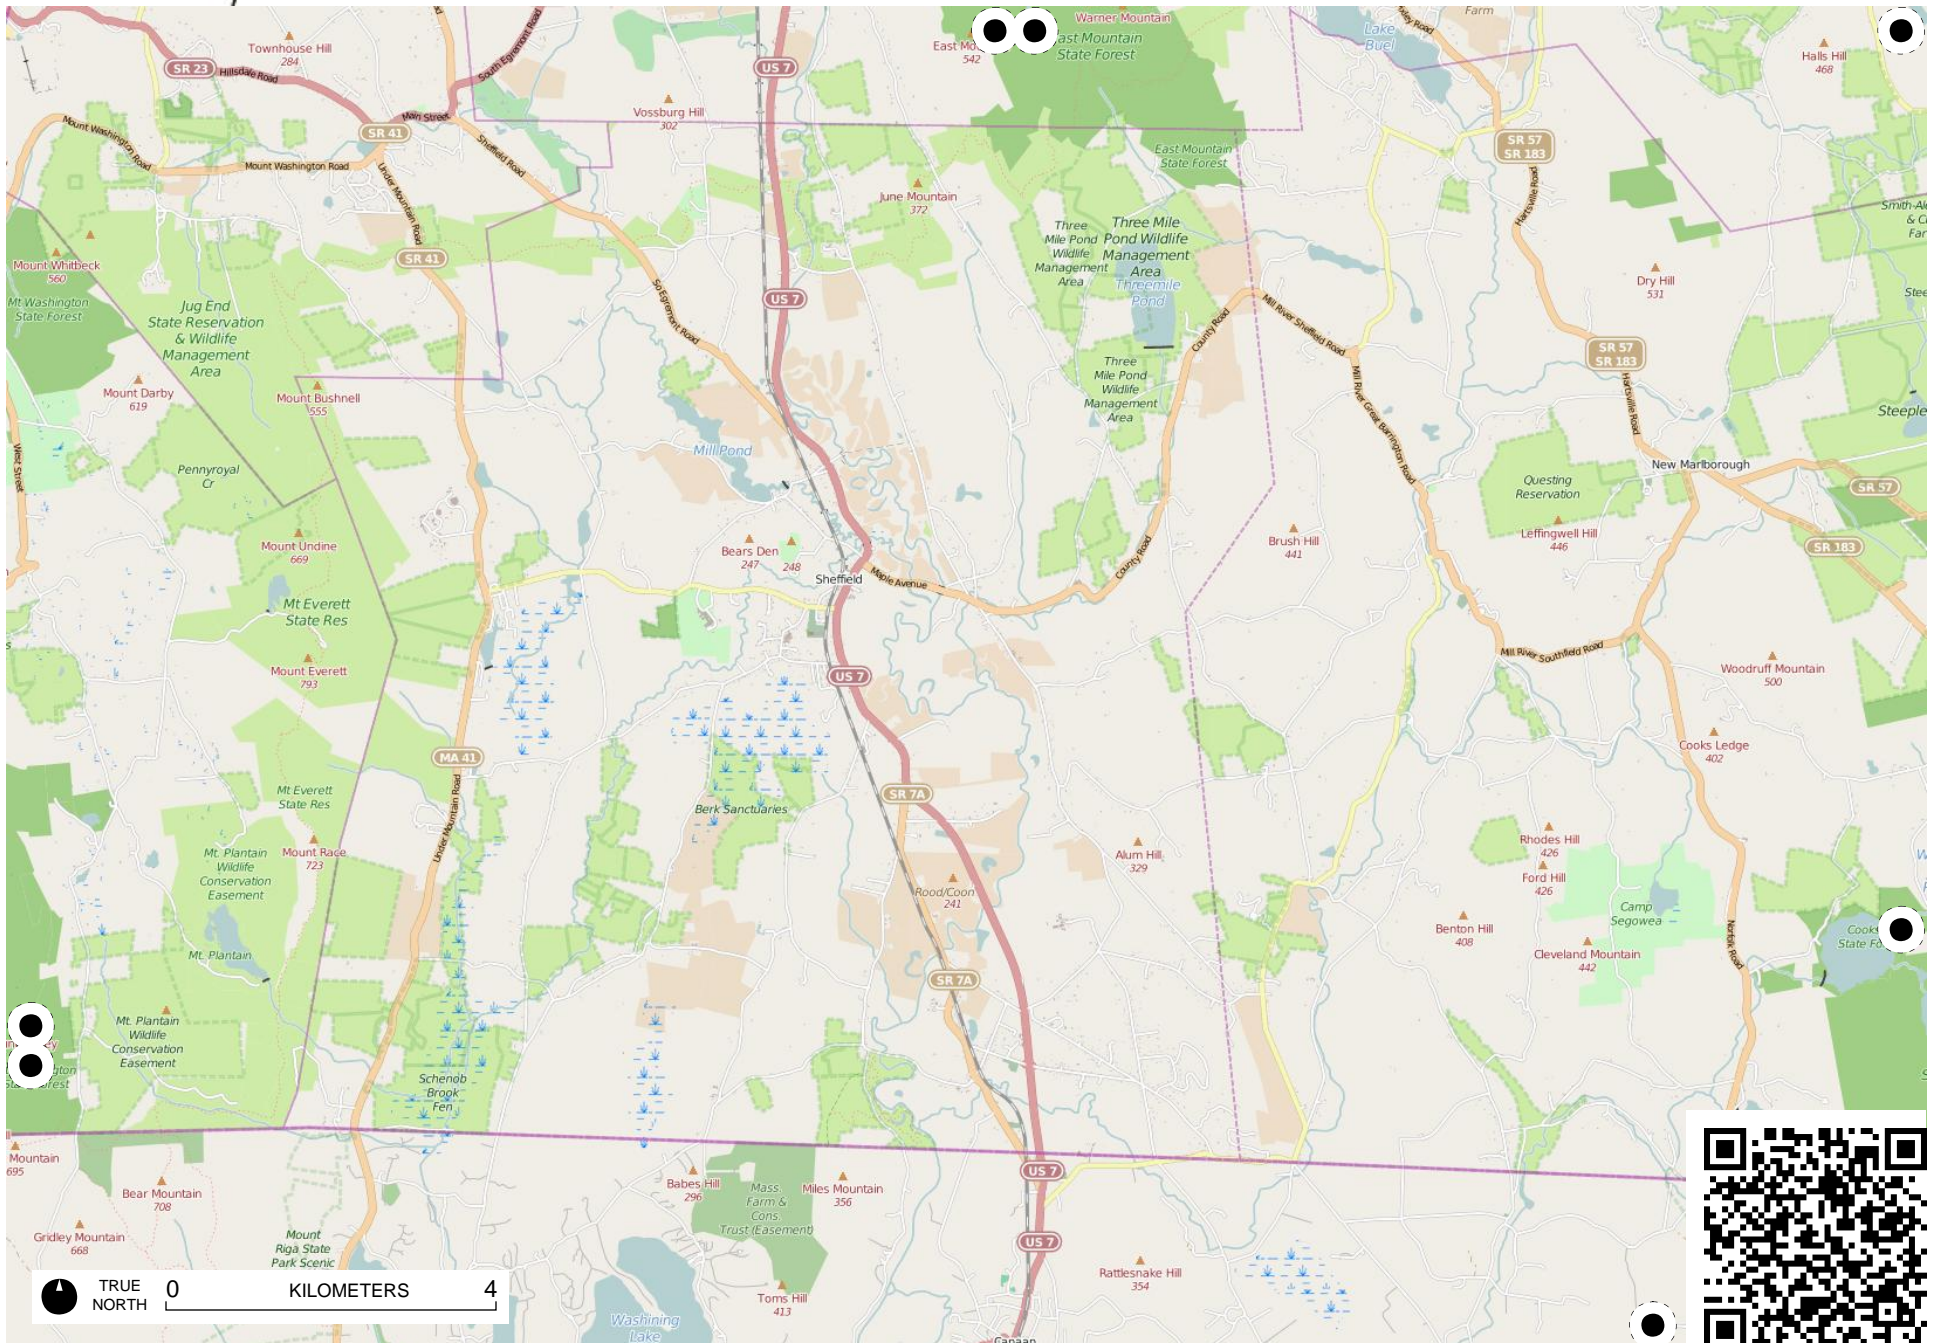 Warner Mountain
Farm
Townhouse Hill
284
South Egremont Road
Lake
Buel
East Mountain
State Forest
542
Halls Hill
468
SR 23
Hillsdale Road
US 7
Vossburg Hill
302
Main Street
SR 41
Mount Washington Road
Mount Washington Road
Sheffield Road
Under Mountain Road
SR 57
SR 183
East Mountain
State Forest
June Mountain
372
Hartsville Road
Three
Mile Pond
Wildlife
Management
Area
Three Mile
Pond Wildlife
Management
Area
Threemile
Pond
SR 41
Mount Whitbeck
560
Mt Washington
State Forest
Jug End
State Reservation
& Wildlife
Management
Area
US 7
So Egremont Road
Dry Hill
531
County Road
Mill River Sheffield Road
SR 57
SR 183
Mount Darby
619
Mount Bushnell
555
Three
Mile Pond
Wildlife
Management
Area
Hartsville Road
Mill River Great Barrington Road
West Street
Mill Pond
Pennyroyal
Cr
New Marlborough
Questing
Reservation
SR 57
Leffingwell Hill
446
SR 183
Mount Undine
669
Bears Den
247
248
Brush Hill
441
Sheffield
Maple Avenue
County Road
Mt Everett
State Res
Mount Everett
793
Mill River Southfield Road
Woodruff Mountain
500
US 7
Cooks Ledge
402
MA 41
Under Mountain Road
SR 7A
Mt Everett
State Res
Berk Sanctuaries
Mount Race
723
Mt. Plantain
Wildlife
Conservation
Easement
Alum Hill
329
Rhodes Hill
426
Ford Hill
426
Rood/Coon
241
Camp
Segowea
Benton Hill
408
Cleveland Mountain
442
Norfolk Road
Mt. Plantain
SR 7A
Mt. Plantain
Wildlife
Conservation
Easement
Schenob
Brook
Fen
Mountain
695
Bear Mountain
708
Babes Hill
296
Mass.
Farm &
Cons.
Trust (Easement)
Miles Mountain
356
US 7
Gridley Mountain
668
Mount
Riga State
Park Scenic
US 7
Rattlesnake Hill
354
Toms Hill
413
Washining
Lake
Canaan
TRUE
NORTH
0 KILOMETERS 4